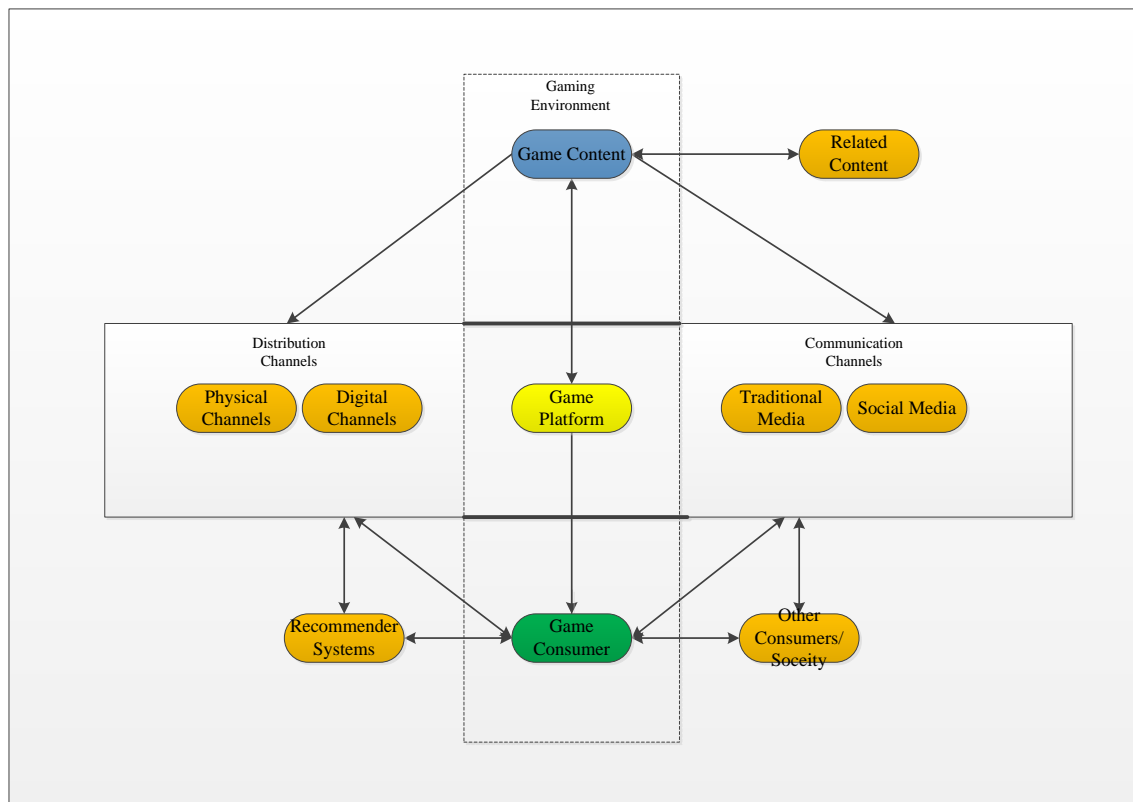 Gaming
Environment
Game Content
Related
Content
Distribution
Channels
Communication
Channels
Physical
Channels
Digital
Channels
Game
Platform
Traditional
Media
Social Media
Recommender
Systems
Game
Consumer
Other
Consumers/
Soceity